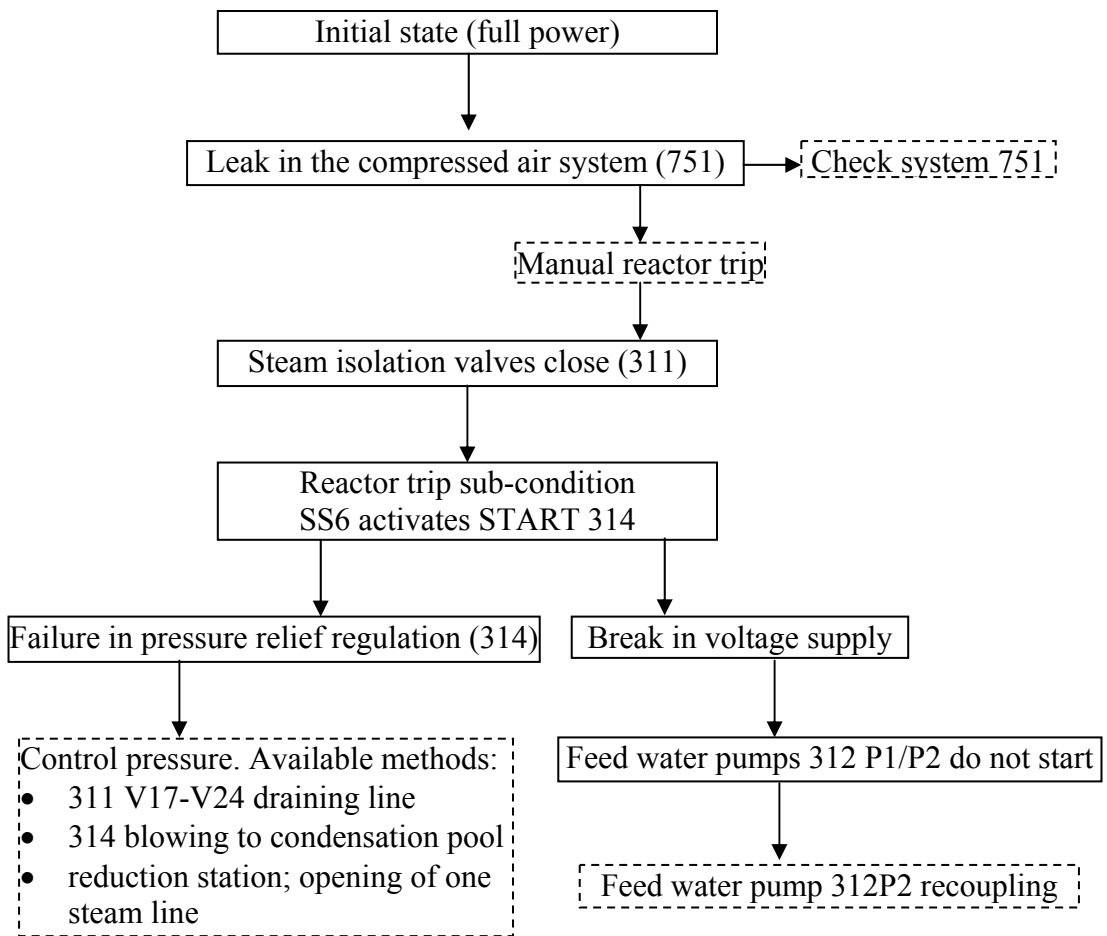 Initial state (full power)
Leak in the compressed air system (751)
Check system 751
Manual reactor trip
Steam isolation valves close (311)
Reactor trip sub-condition
SS6 activates START 314
Failure in pressure relief regulation (314)
Break in voltage supply
Control pressure. Available methods:
• 311 V17-V24 draining line
• 314 blowing to condensation pool
• reduction station; opening of one
steam line
Feed water pumps 312 P1/P2 do not start
Feed water pump 312P2 recoupling